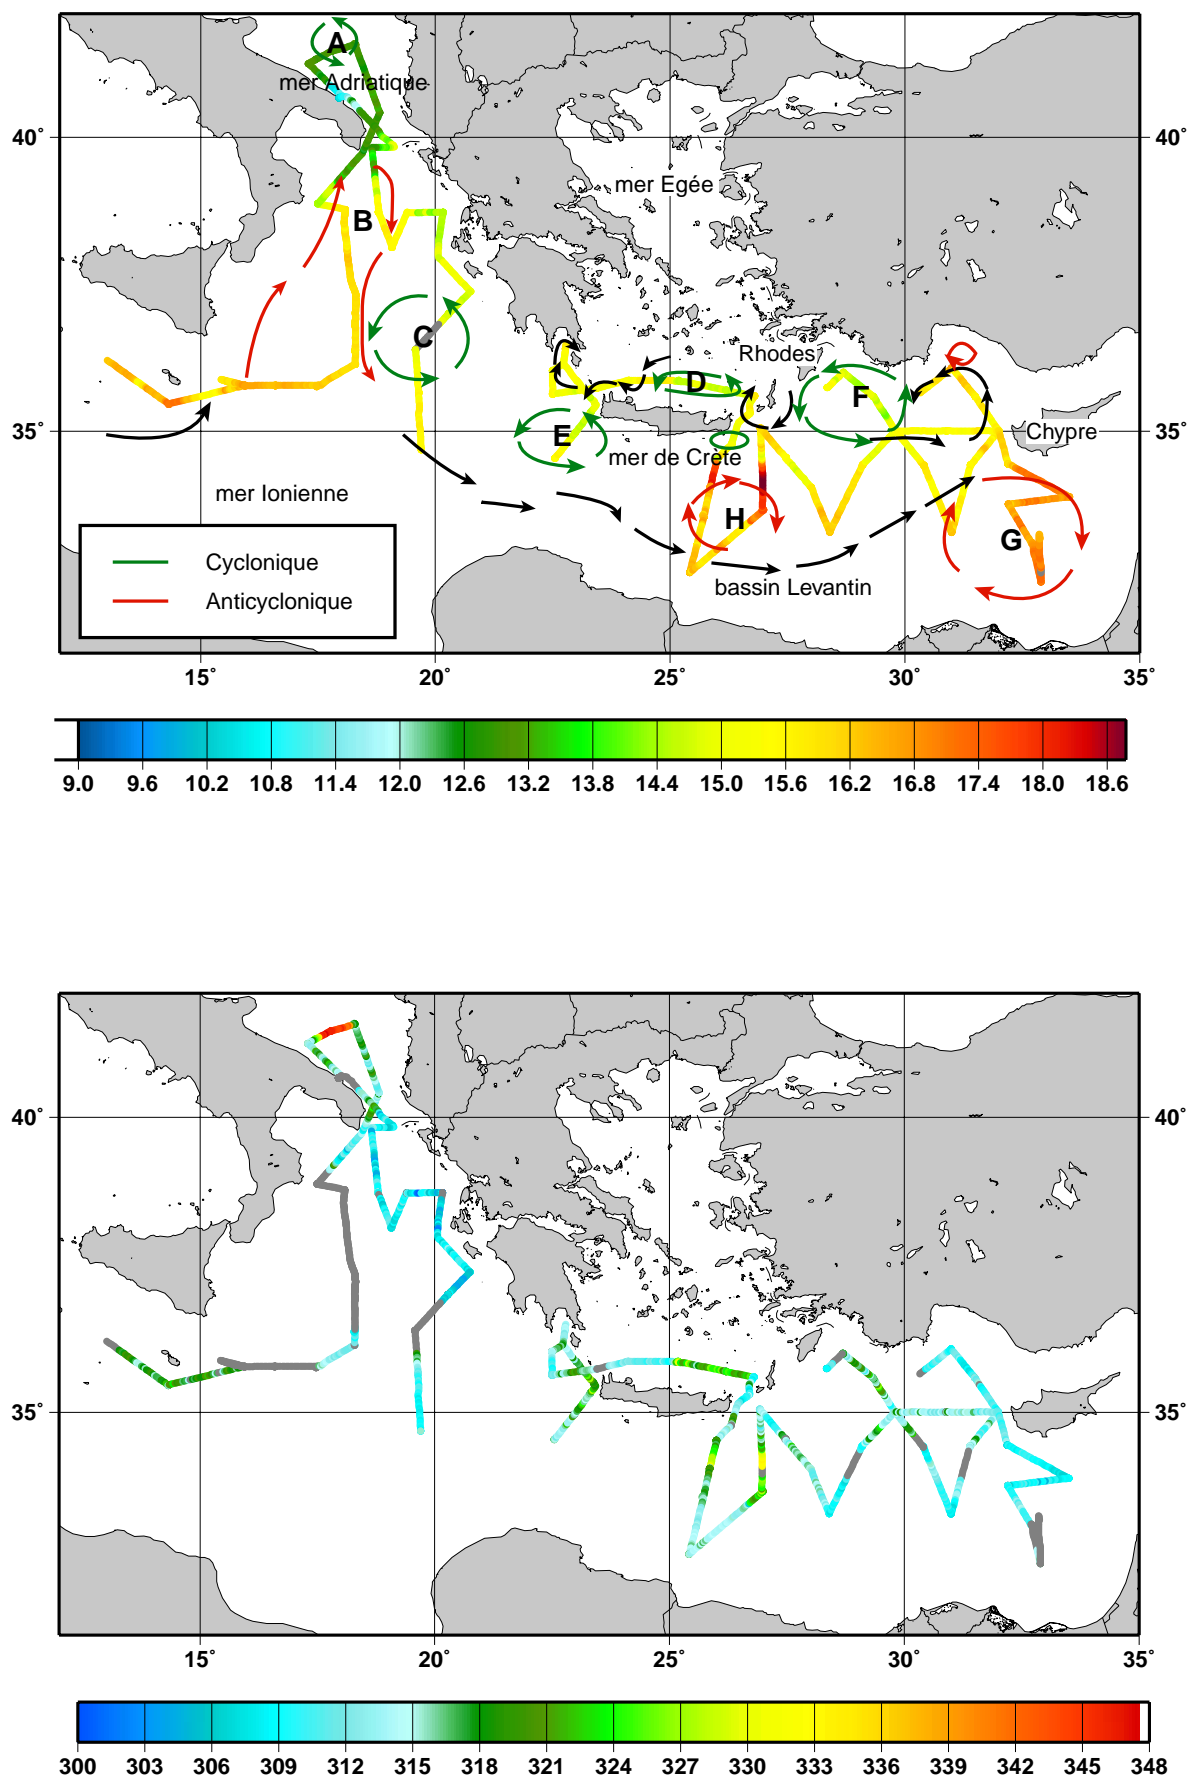 A
mer Adriatique
40° 40°
mer Egée
B
C
Rhodes
D
F
E
35° 35°
Chypre
mer de Crète
mer Ionienne
H
G
Cyclonique
bassin Levantin
Anticyclonique
15° 20° 25° 30° 35°
9.0 9.6 10.2 10.8 11.4 12.0 12.6 13.2 13.8 14.4 15.0 15.6 16.2 16.8 17.4 18.0 18.6
40° 40°
35° 35°
15° 20° 25° 30° 35°
300 303 306 309 312 315 318 321 324 327 330 333 336 339 342 345 348